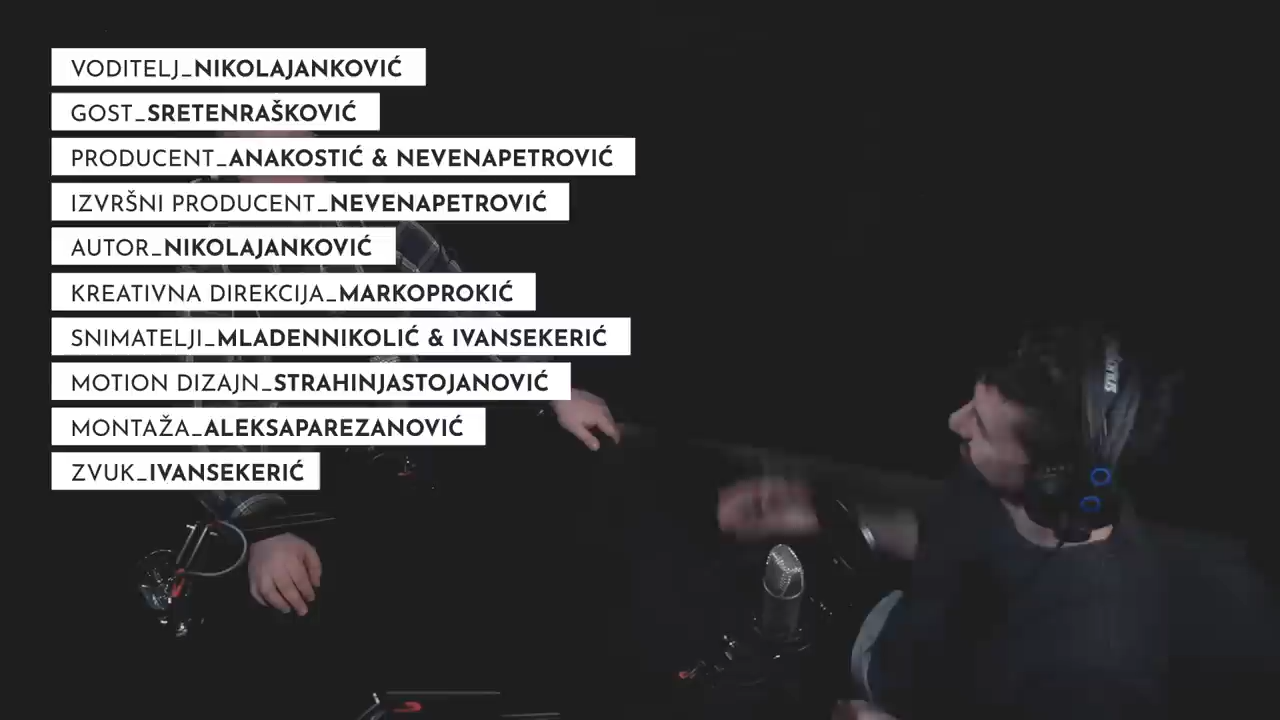 VODITELJ_NIKOLAJANKOVIĆ
GOST_SRETENRAŠKOVIĆ
PRODUCENT_ANAKOSTIĆ & NEVENAPETROVIĆ
IZVRŠNI PRODUCENT_NEVENAPETROVIĆ
AUTOR_NIKOLAJANKOVIĆ
KREATIVNA DIREKCIJA_MARKOPROKIĆ
SNIMATELJI_MLADENNIKOLIĆ & IVANSEKERIĆ
MOTION DIZAJN_STRAHINJASTOJANOVIĆ
MONTAŽA_ALEKSAPAREZANOVIĆ
ZVUK_IVANSEKERIĆ